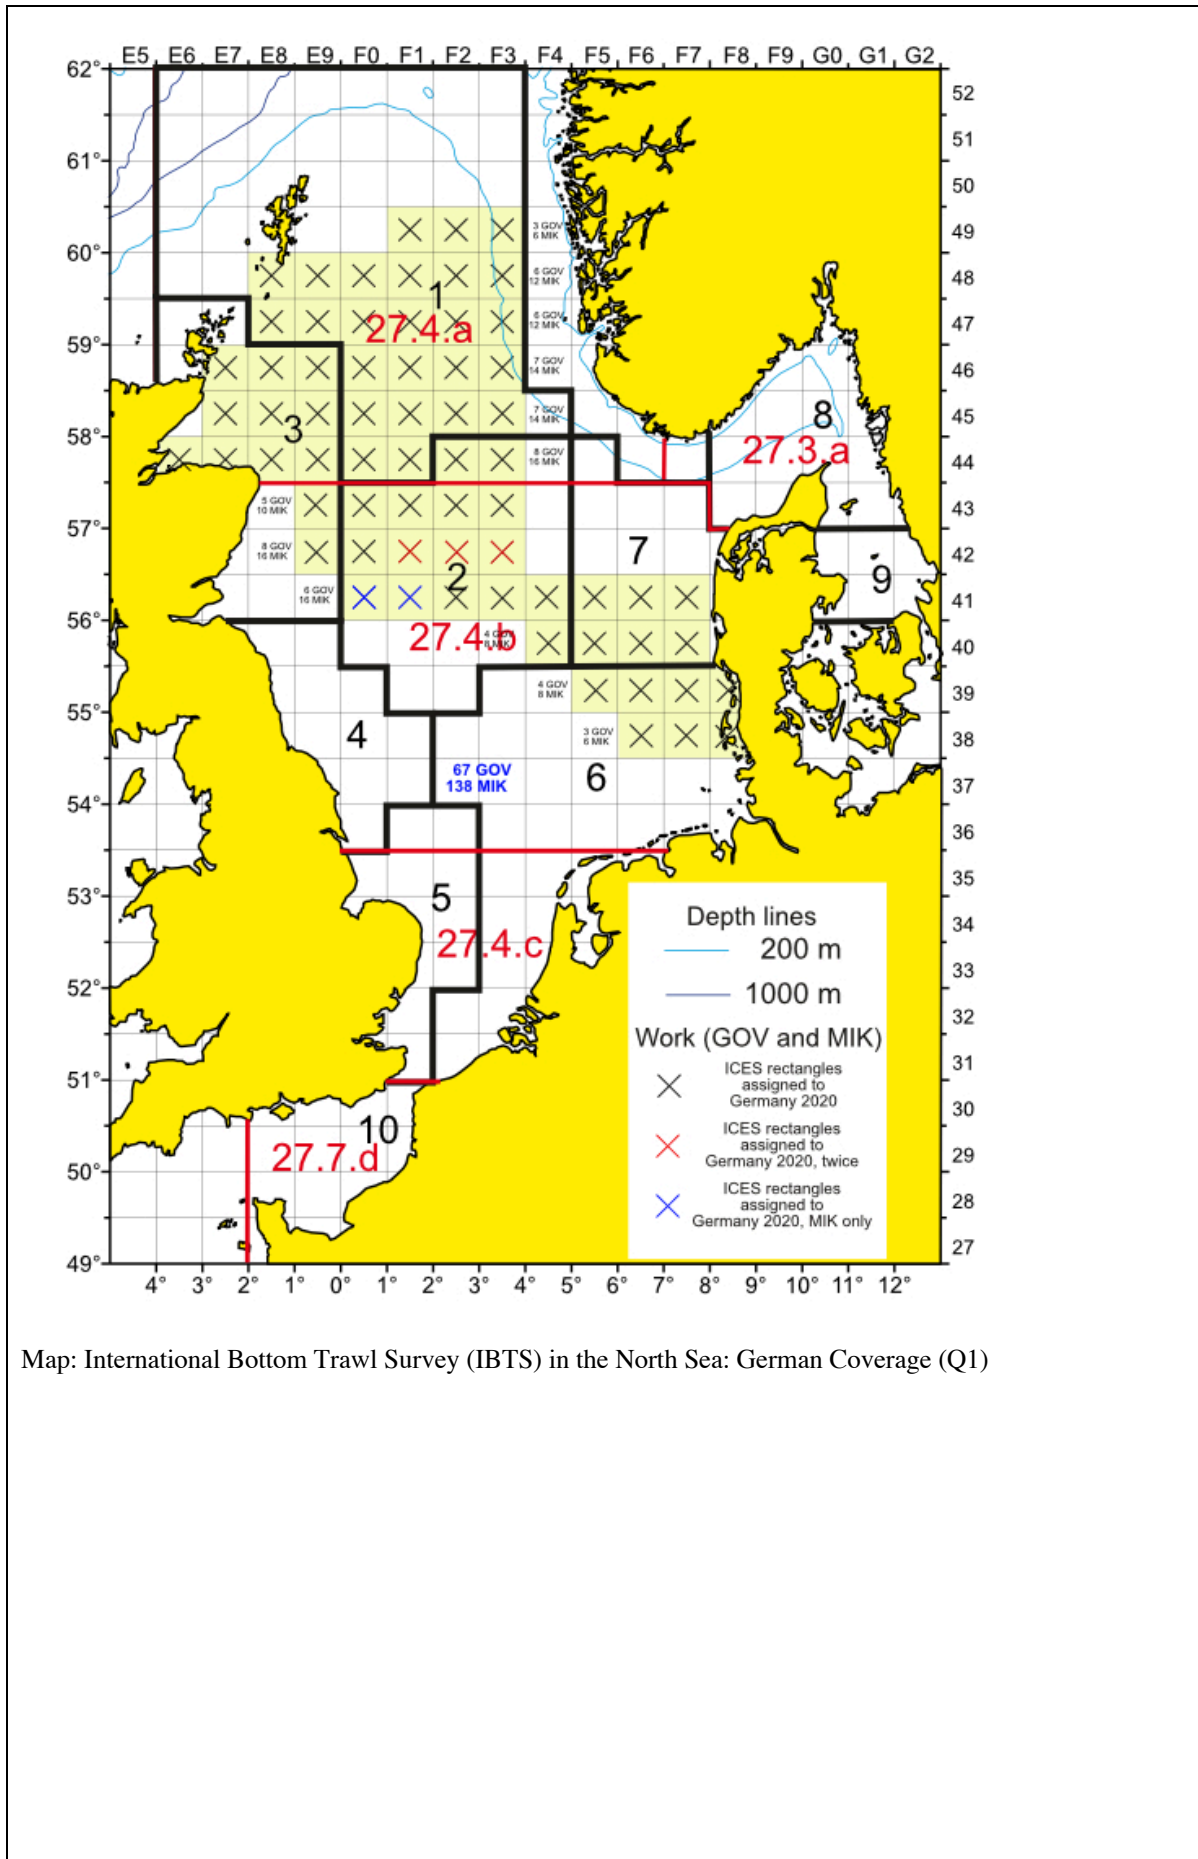 E5 E6 E7 E8 E9 F0 F1 F2 F3 F4 F5 F6 F7 F8 F9 G0 G1 G2
62°
52
51
61°
50
3 GOV
6 MIK
49
60°
6 GOV
12 MIK
48
1
6 GOV
12 MIK
47
27.4.a
59°
7 GOV
14 MIK
46
7 GOV
14 MIK
45
8
3
58°
27.3.a
8 GOV
16 MIK
44
5 GOV
10 MIK
43
57°
8 GOV
16 MIK
7
42
2
9
6 GOV
16 MIK
41
56°
27.4.b
4 GOV
8 MIK
40
4 GOV
8 MIK
39
55°
4
3 GOV
6 MIK
38
67 GOV
138 MIK
6
37
54°
36
35
53°
5
34
27.4.c
33
52°
32
31
51°
30
10
27.7.d
29
50°
28
27
49°
Depth lines
200 m
1000 m
Work (GOV and MIK)
ICES rectangles
assigned to
Germany 2020
ICES rectangles
assigned to
Germany 2020, twice
ICES rectangles
assigned to
Germany 2020, MIK only
4° 3° 2° 1° 0° 1° 2° 3° 4° 5° 6° 7° 8° 9° 10° 11° 12°
Map: International Bottom Trawl Survey (IBTS) in the North Sea: German Coverage (Q1)